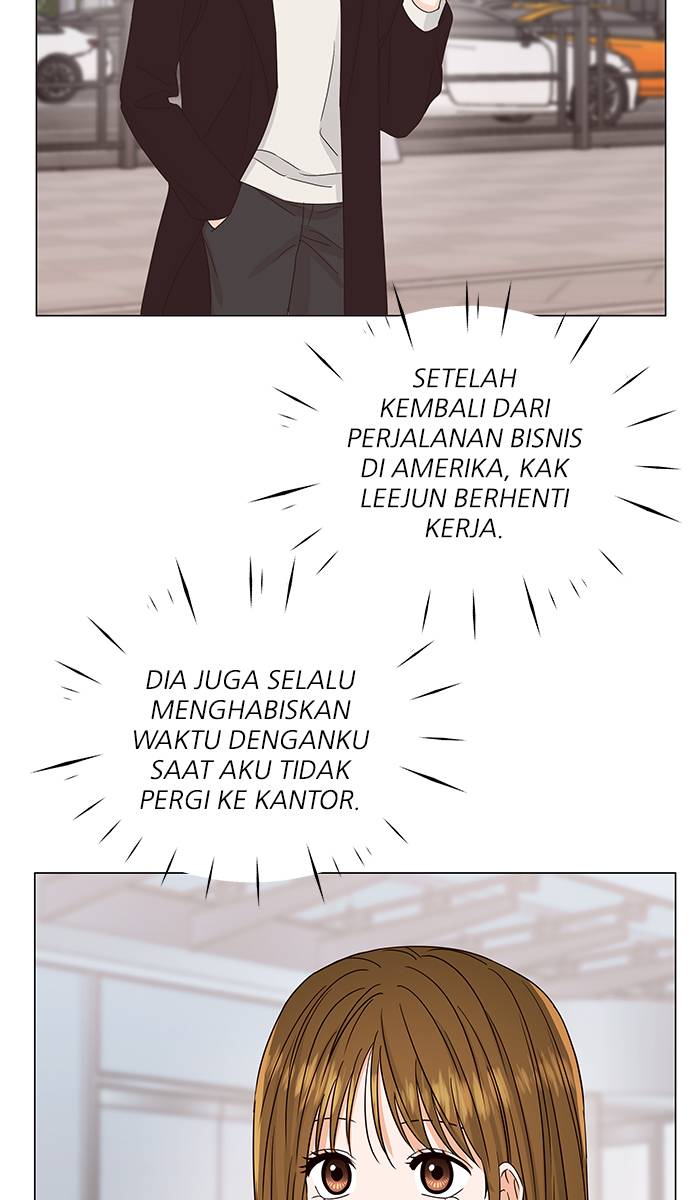 SETELAH
KEMBALI DARI
PERJALANAN BISNIS
DI AMERIKA, KAK
LEEJUN BERHENTI
KERJA.
DIA JUGA SELALU
MENGHABISKAN
WAKTU DENGANKU
SAAT AKU TIDAK
PERGI KE KANTOR.